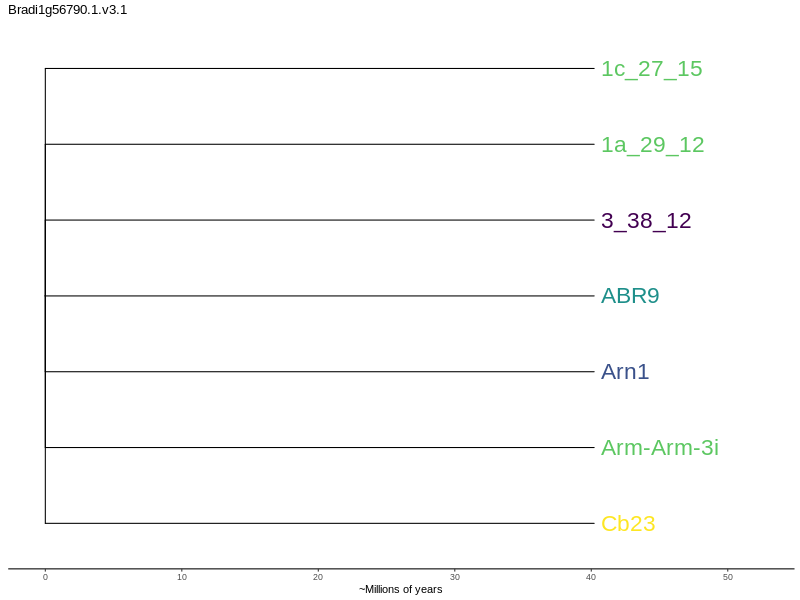 Bradi1g56790.1.v3.1
1c_27_15
1a_29_12
3_38_12
ABR9
Arn1
Arm-Arm-3i
Cb23
0 10 20 30 40 50
~Millions of years